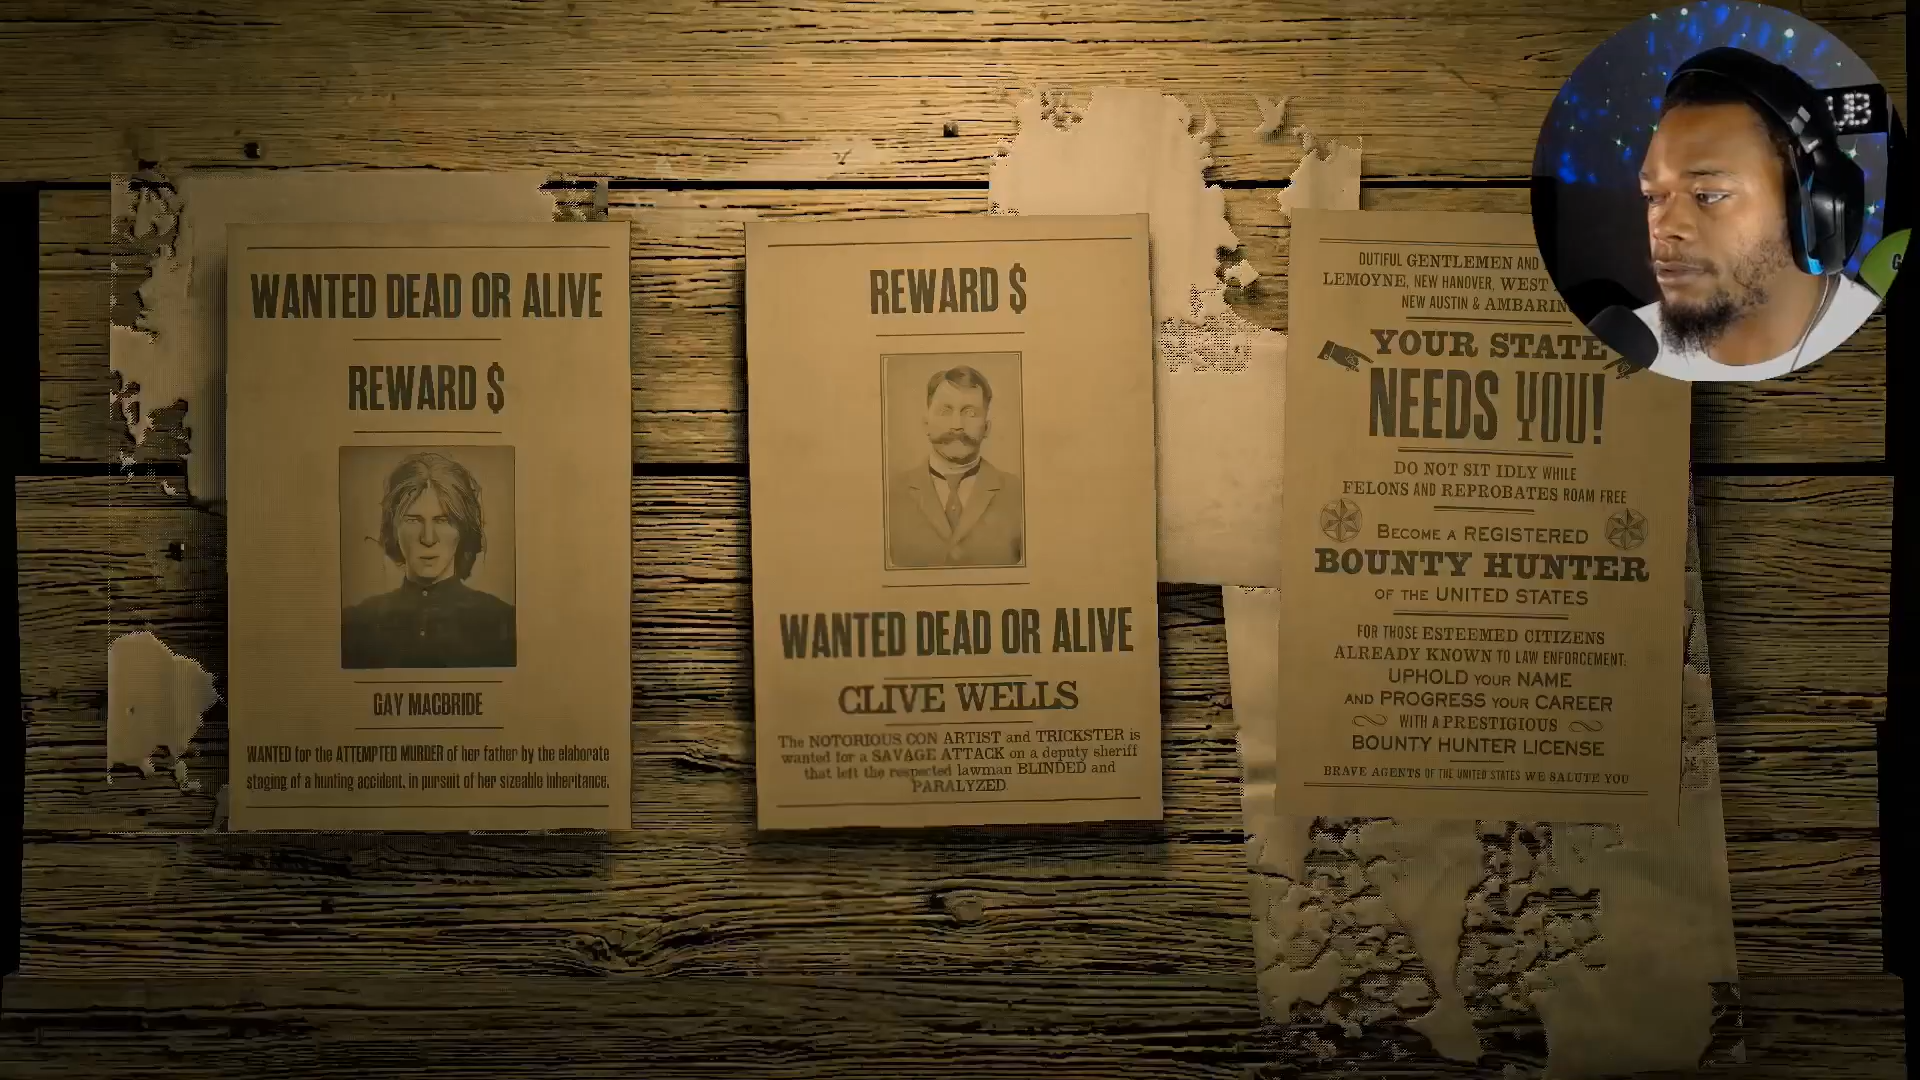 WANTED DEAD OR ALIVE
REWARD $
GAY MACBRIDE
WANTED for the ATTEMPTED MURDER of her father by the elaborate
staging of a hunting accident, in pursuit of her sizeable inheritance.
REWARD $
WANTED DEAD OR ALIVE
CLIVE WELLS
The NOTORIOUS CON ARTIST and TRICKSTER is
wanted for a SAVAGE ATTACK on a deputy sheriff
that left the respected lawman BLINDED and
PARALYZED.
DUTIFUL GENTLEMEN AND
LEMOYNE, NEW HANOVER, WEST
NEW AUSTIN & AMBARIN
YOUR STATE
NEEDS YOU!
DO NOT SIT IDLY WHILE
FELONS AND REPROBATES ROAM FREE
BECOME A REGISTERED
BOUNTY HUNTER
OF THE UNITED STATES
FOR THOSE ESTEEMED CITIZENS
ALREADY KNOWN TO LAW ENFORCEMENT:
UPHOLD YOUR NAME
AND PROGRESS YOUR CAREER
WITH A PRESTIGIOUS
BOUNTY HUNTER LICENSE
BRAVE AGENTS OF THE UNITED STATES WE SALUTE YOU
UB
G